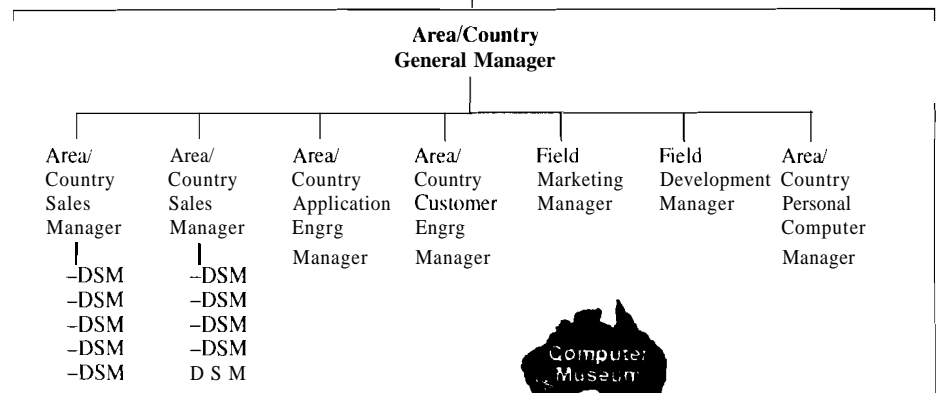 Area/Country
General Manager
Area/
Country
Sales
Manager
–DSM
–DSM
–DSM
–DSM
–DSM
Area/
Country
Sales
Manager
–DSM
–DSM
–DSM
–DSM
D S M
Area/
Country
Application
Engrg
Manager
Area/
Country
Customer
Engrg
Manager
Field
Marketing
Manager
Field
Development
Manager
Area/
Country
Personal
Computer
Manager
Computer
Museum